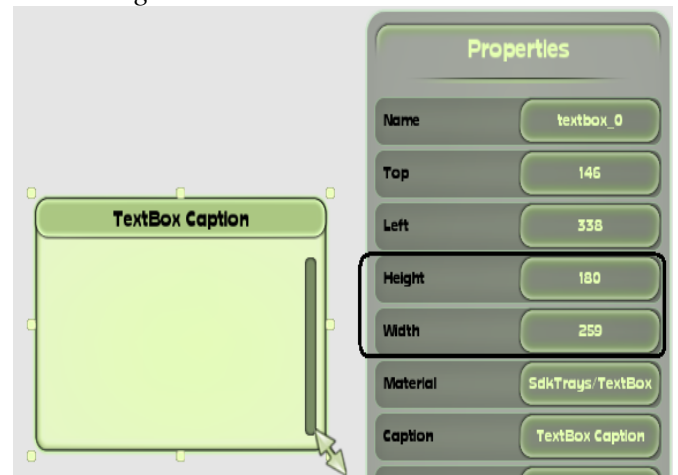 Properties
Name textbox_0
Top 146
TextBox Caption
Left 338
Height 180
Width 259
Material SdkTrays/TextBox
Caption TextBox Caption